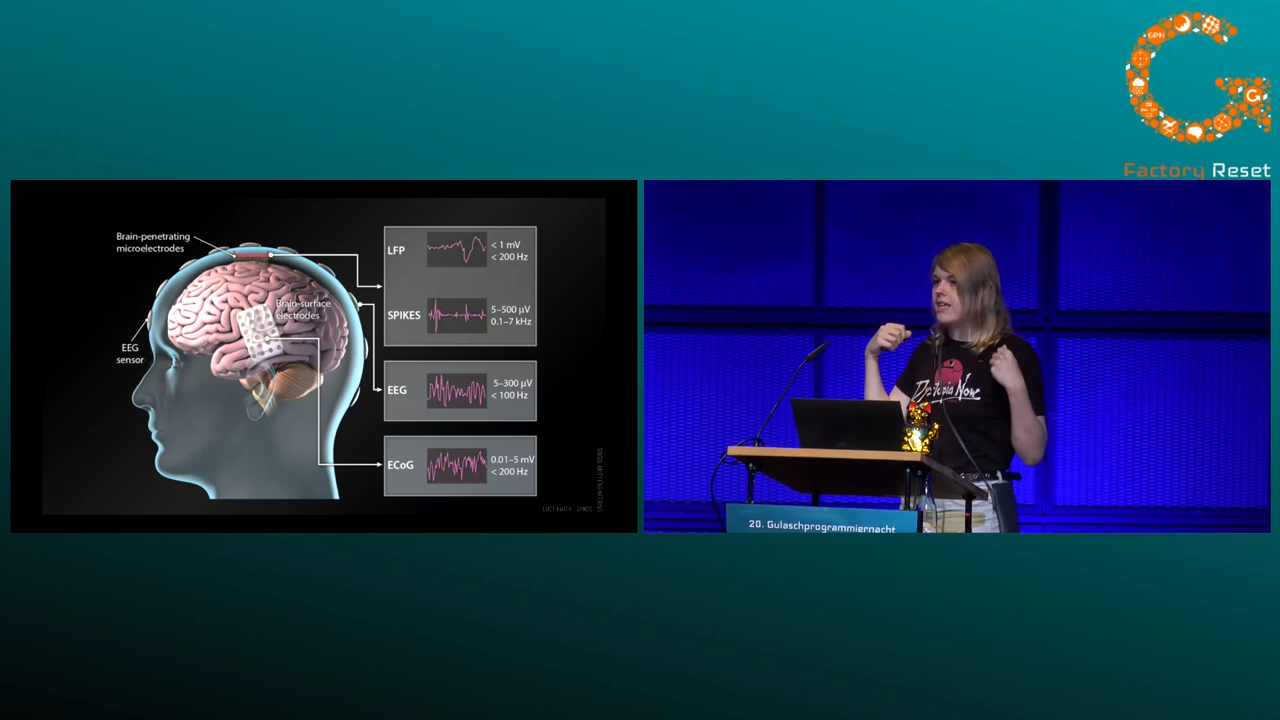 GPN
Factory Reset
Brain-penetrating
microelectrodes
Brain-surface
electrodes
EEG
sensor
LFP
< 1 mV
< 200 Hz
SPIKES
5–500 µV
0.1–7 kHz
EEG
5–300 µV
< 100 Hz
ECoG
0.01–5 mV
< 200 Hz
Dystopia Now
20. Gulaschprogrammiernacht